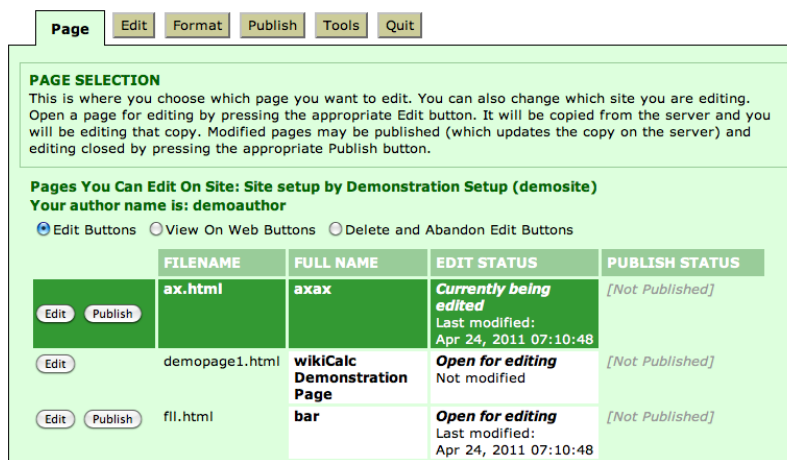 Page Edit Format Publish Tools Quit
PAGE SELECTION
This is where you choose which page you want to edit. You can also change which site you are editing.
Open a page for editing by pressing the appropriate Edit button. It will be copied from the server and you
will be editing that copy. Modified pages may be published (which updates the copy on the server) and
editing closed by pressing the appropriate Publish button.
Pages You Can Edit On Site: Site setup by Demonstration Setup (demosite)
Your author name is: demoauthor
Edit Buttons View On Web Buttons Delete and Abandon Edit Buttons
FILENAME FULL NAME EDIT STATUS PUBLISH STATUS
Edit Publish ax.html axax Currently being [Not Published]
edited
Last modified:
Apr 24, 2011 07:10:48
Edit demopage1.html wikiCalc Open for editing [Not Published]
Demonstration Not modified
Page
Edit Publish fll.html bar Open for editing [Not Published]
Last modified:
Apr 24, 2011 07:10:48